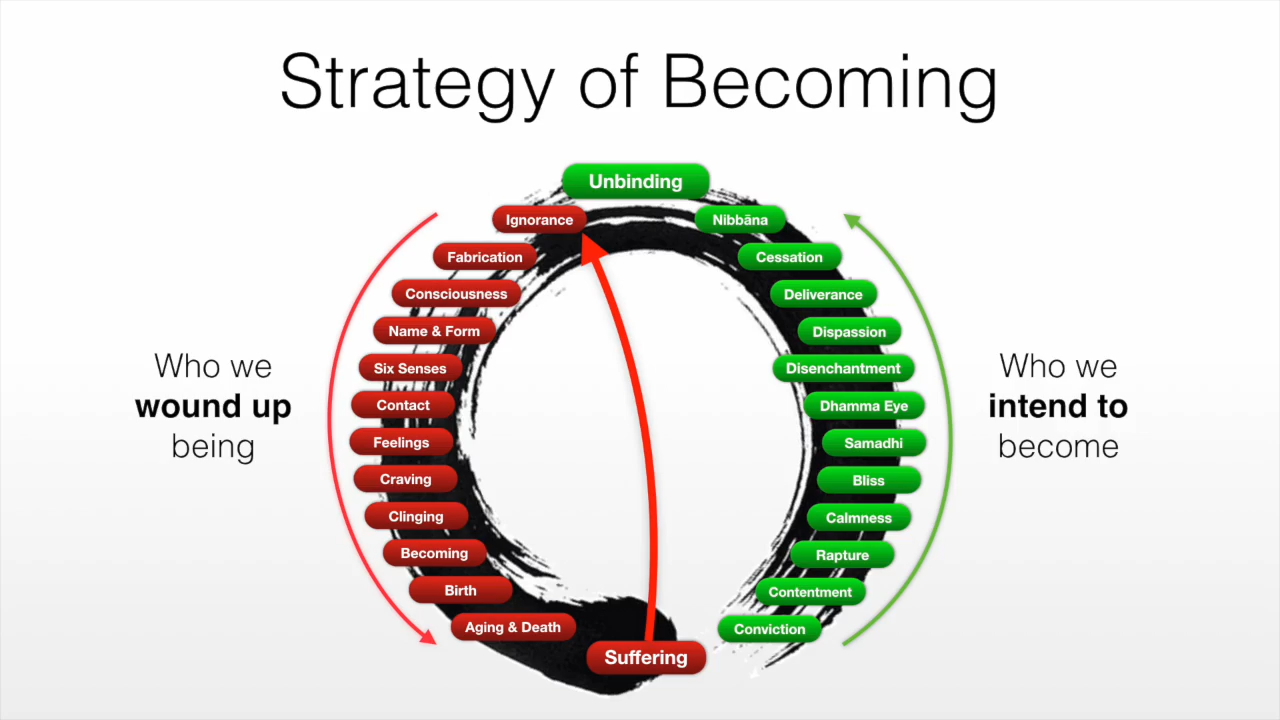 Strategy of Becoming
Unbinding
Ignorance
Fabrication
Consciousness
Name & Form
Six Senses
Contact
Feelings
Craving
Clinging
Becoming
Birth
Aging & Death
Suffering
Nibbāna
Cessation
Deliverance
Dispassion
Disenchantment
Dhamma Eye
Samadhi
Bliss
Calmness
Rapture
Contentment
Conviction
Who we
wound up
being
Who we
intend to
become